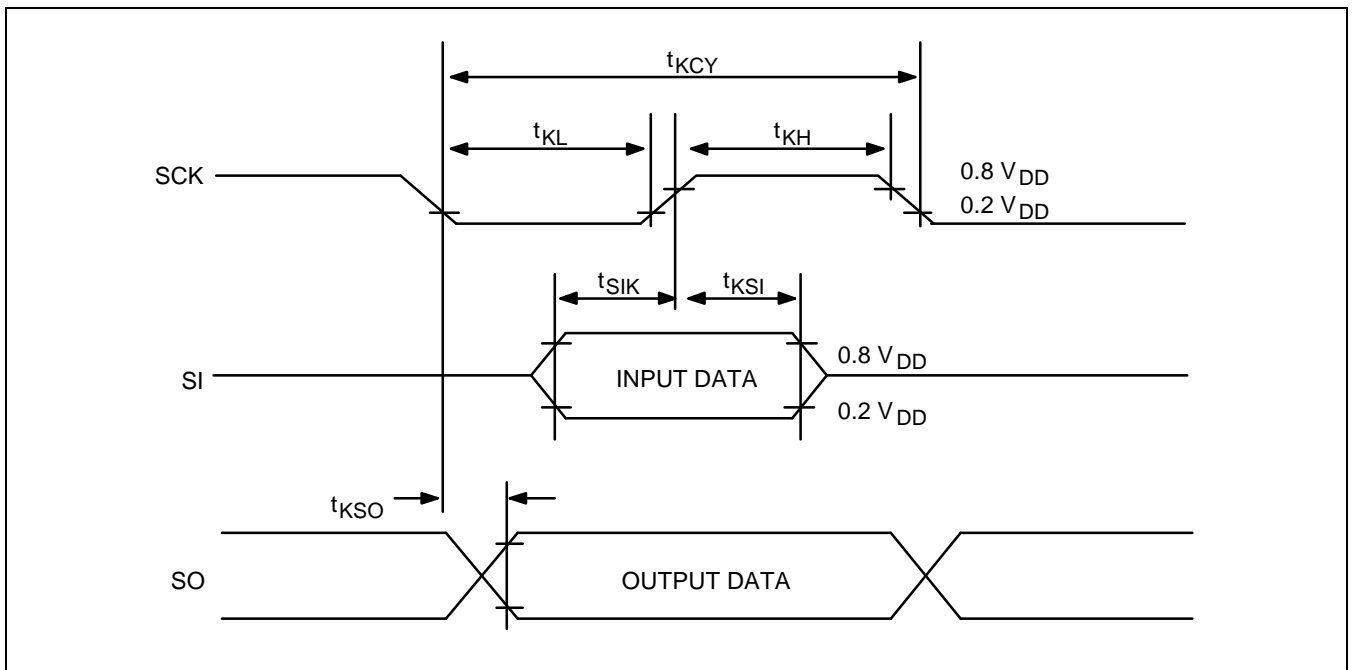 tKCY
tKL
tKH
SCK
0.8 VDD
0.2 VDD
tSIK
tKSI
SI
INPUT DATA
0.8 VDD
0.2 VDD
tKSO
SO
OUTPUT DATA